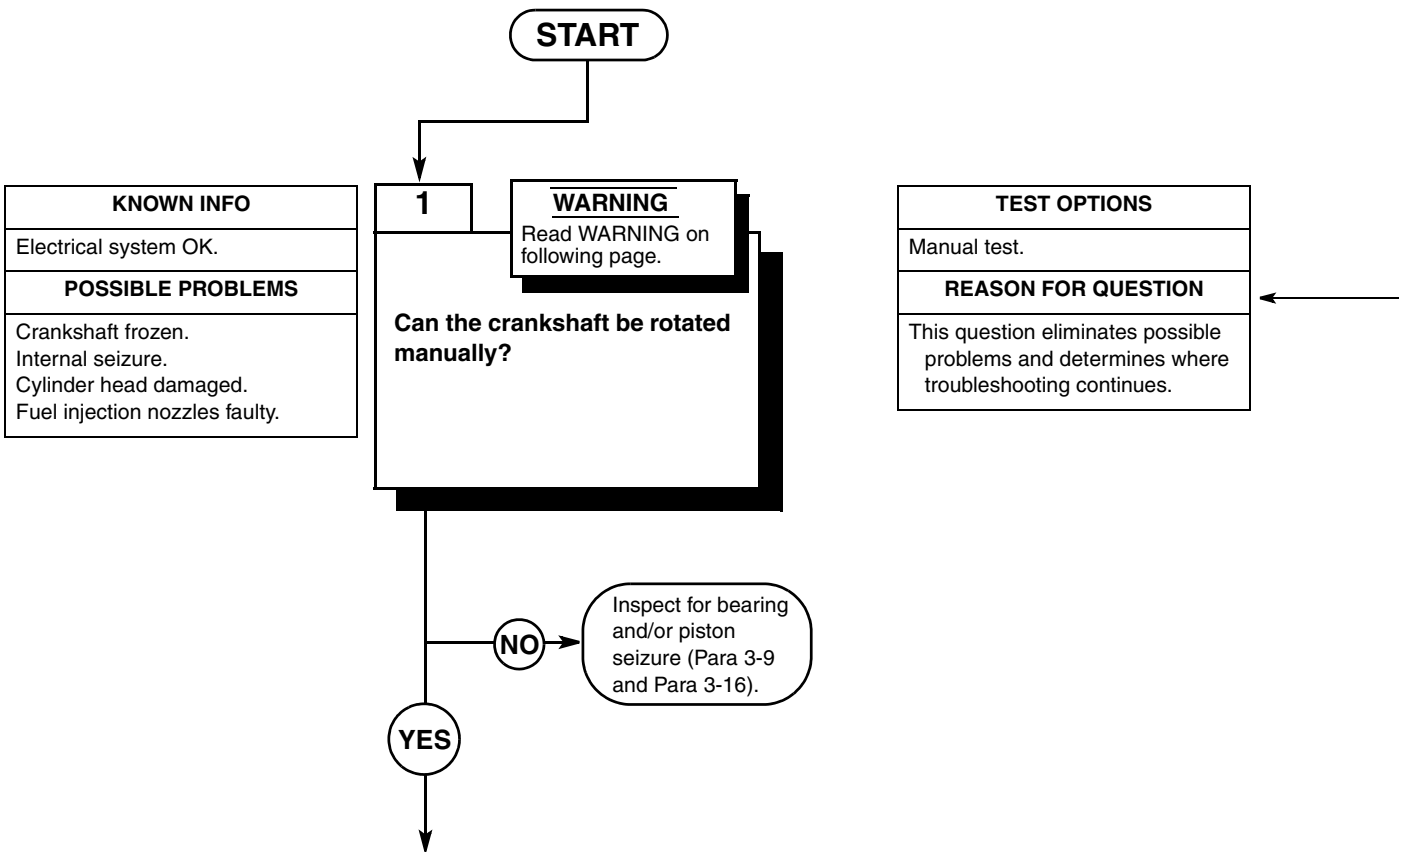 START
KNOWN INFO
Electrical system OK.
POSSIBLE PROBLEMS
Crankshaft frozen.
Internal seizure.
Cylinder head damaged.
Fuel injection nozzles faulty.
1
WARNING
Read WARNING on
following page.
Can the crankshaft be rotated
manually?
TEST OPTIONS
Manual test.
REASON FOR QUESTION
This question eliminates possible
problems and determines where
troubleshooting continues.
NO
Inspect for bearing
and/or piston
seizure (Para 3-9
and Para 3-16).
YES